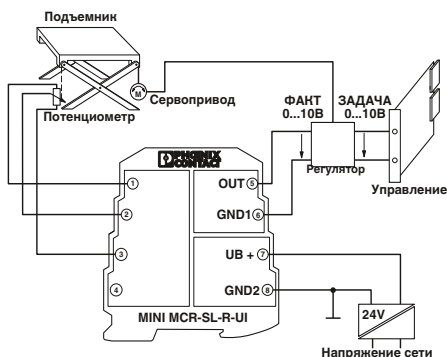 Подъемник
М
Сервопривод
Потенциометр
ФАКТ
0...10В
ЗАДАЧА
0...10В
Регулятор
Управление
PHOENIX
CONTACT
1
2
3
4
OUT 5
GND1 6
UB + 7
GND2 8
MINI MCR-SL-R-UI
24V
Напряжение сети